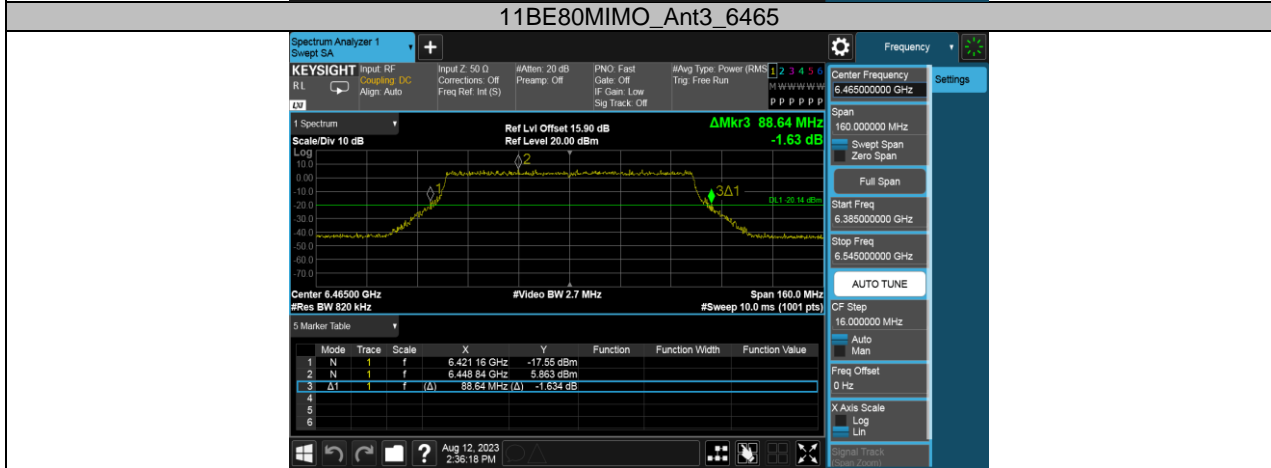 11BE80MIMO_Ant3_6465
Spectrum Analyzer 1
Swept SA
+
Frequency
KEYSIGHT
RL
LXI
Input: RF
Coupling: DC
Align: Auto
Input Z: 50 Ω
Corrections: Off
Freq Ref: Int (S)
#Atten: 20 dB
Preamp: Off
PNO: Fast
Gate: Off
IF Gain: Low
Sig Track: Off
#Avg Type: Power (RMS
Trig: Free Run
1 2 3 4 5 6
M W W W W W
P P P P P P
Center Frequency
6.465000000 GHz
Settings
Span
160.000000 MHz
Swept Span
Zero Span
Full Span
Start Freq
6.385000000 GHz
Stop Freq
6.545000000 GHz
AUTO TUNE
CF Step
16.000000 MHz
Auto
Man
Freq Offset
0 Hz
X Axis Scale
Log
Lin
Signal Track
(Span Zoom)
1 Spectrum
Scale/Div 10 dB
Ref Lvl Offset 15.90 dB
Ref Level 20.00 dBm
ΔMkr3 88.64 MHz
-1.63 dB
Log
10.0
0.00
-10.0
-20.0
-30.0
-40.0
-50.0
-60.0
-70.0
1
2
3Δ1
DL1 -20.14 dBm
Center 6.46500 GHz
#Video BW 2.7 MHz
Span 160.0 MHz
#Res BW 820 kHz
#Sweep 10.0 ms (1001 pts)
5 Marker Table
Mode Trace Scale X Y Function Function Width Function Value
1 N 1 f 6.421 16 GHz -17.55 dBm
2 N 1 f 6.448 84 GHz 5.863 dBm
3 Δ1 1 f (Δ) 88.64 MHz (Δ) -1.634 dB
4
5
6
?
Aug 12, 2023
2:36:18 PM